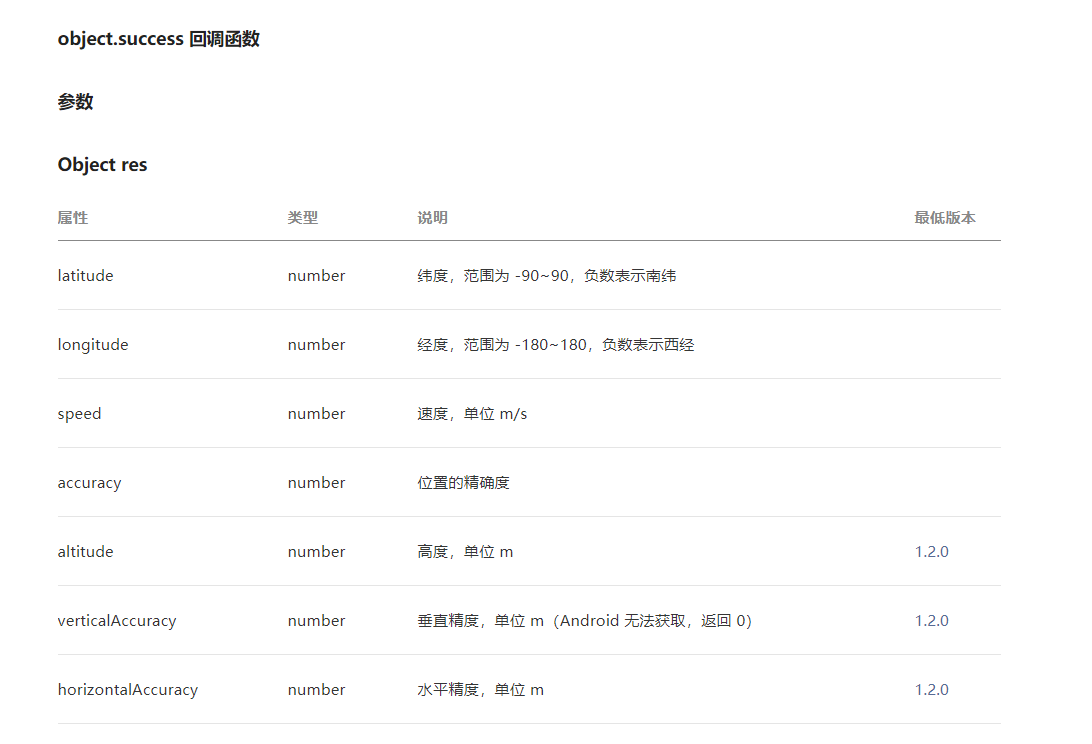 object.success 回调函数
参数
Object res
属性 类型 说明 最低版本
latitude number 纬度，范围为 -90~90，负数表示南纬
longitude number 经度，范围为 -180~180，负数表示西经
speed number 速度，单位 m/s
accuracy number 位置的精确度
altitude number 高度，单位 m 1.2.0
verticalAccuracy number 垂直精度，单位 m（Android 无法获取，返回 0） 1.2.0
horizontalAccuracy number 水平精度，单位 m 1.2.0